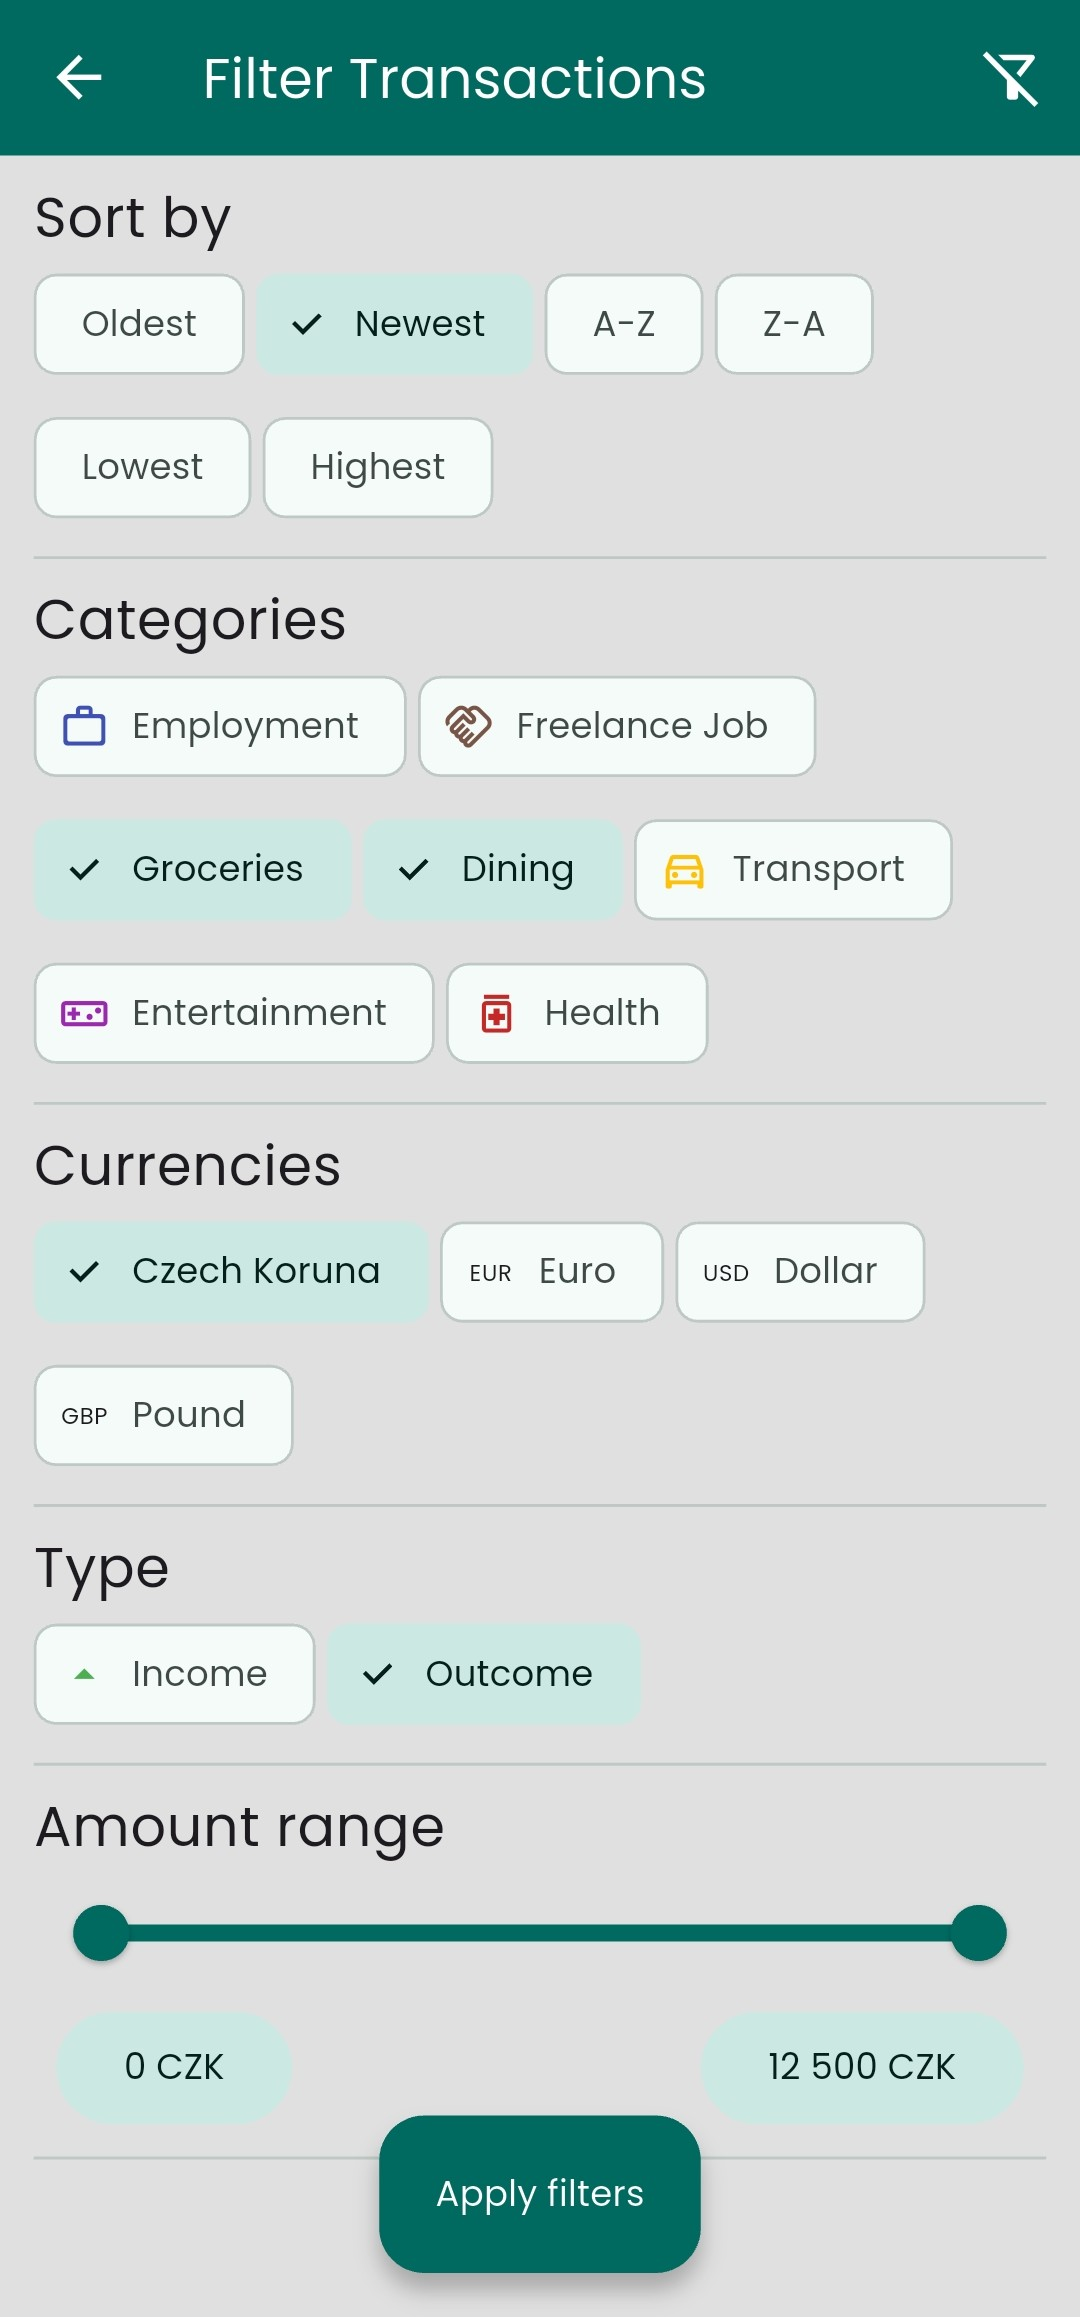 Filter Transactions
Sort by
Oldest Newest A-Z Z-A
Lowest Highest
Categories
Employment Freelance Job
Groceries Dining Transport
Entertainment Health
Currencies
Czech Koruna EUR Euro USD Dollar
GBP Pound
Type
Income Outcome
Amount range
0 CZK 12 500 CZK
Apply filters